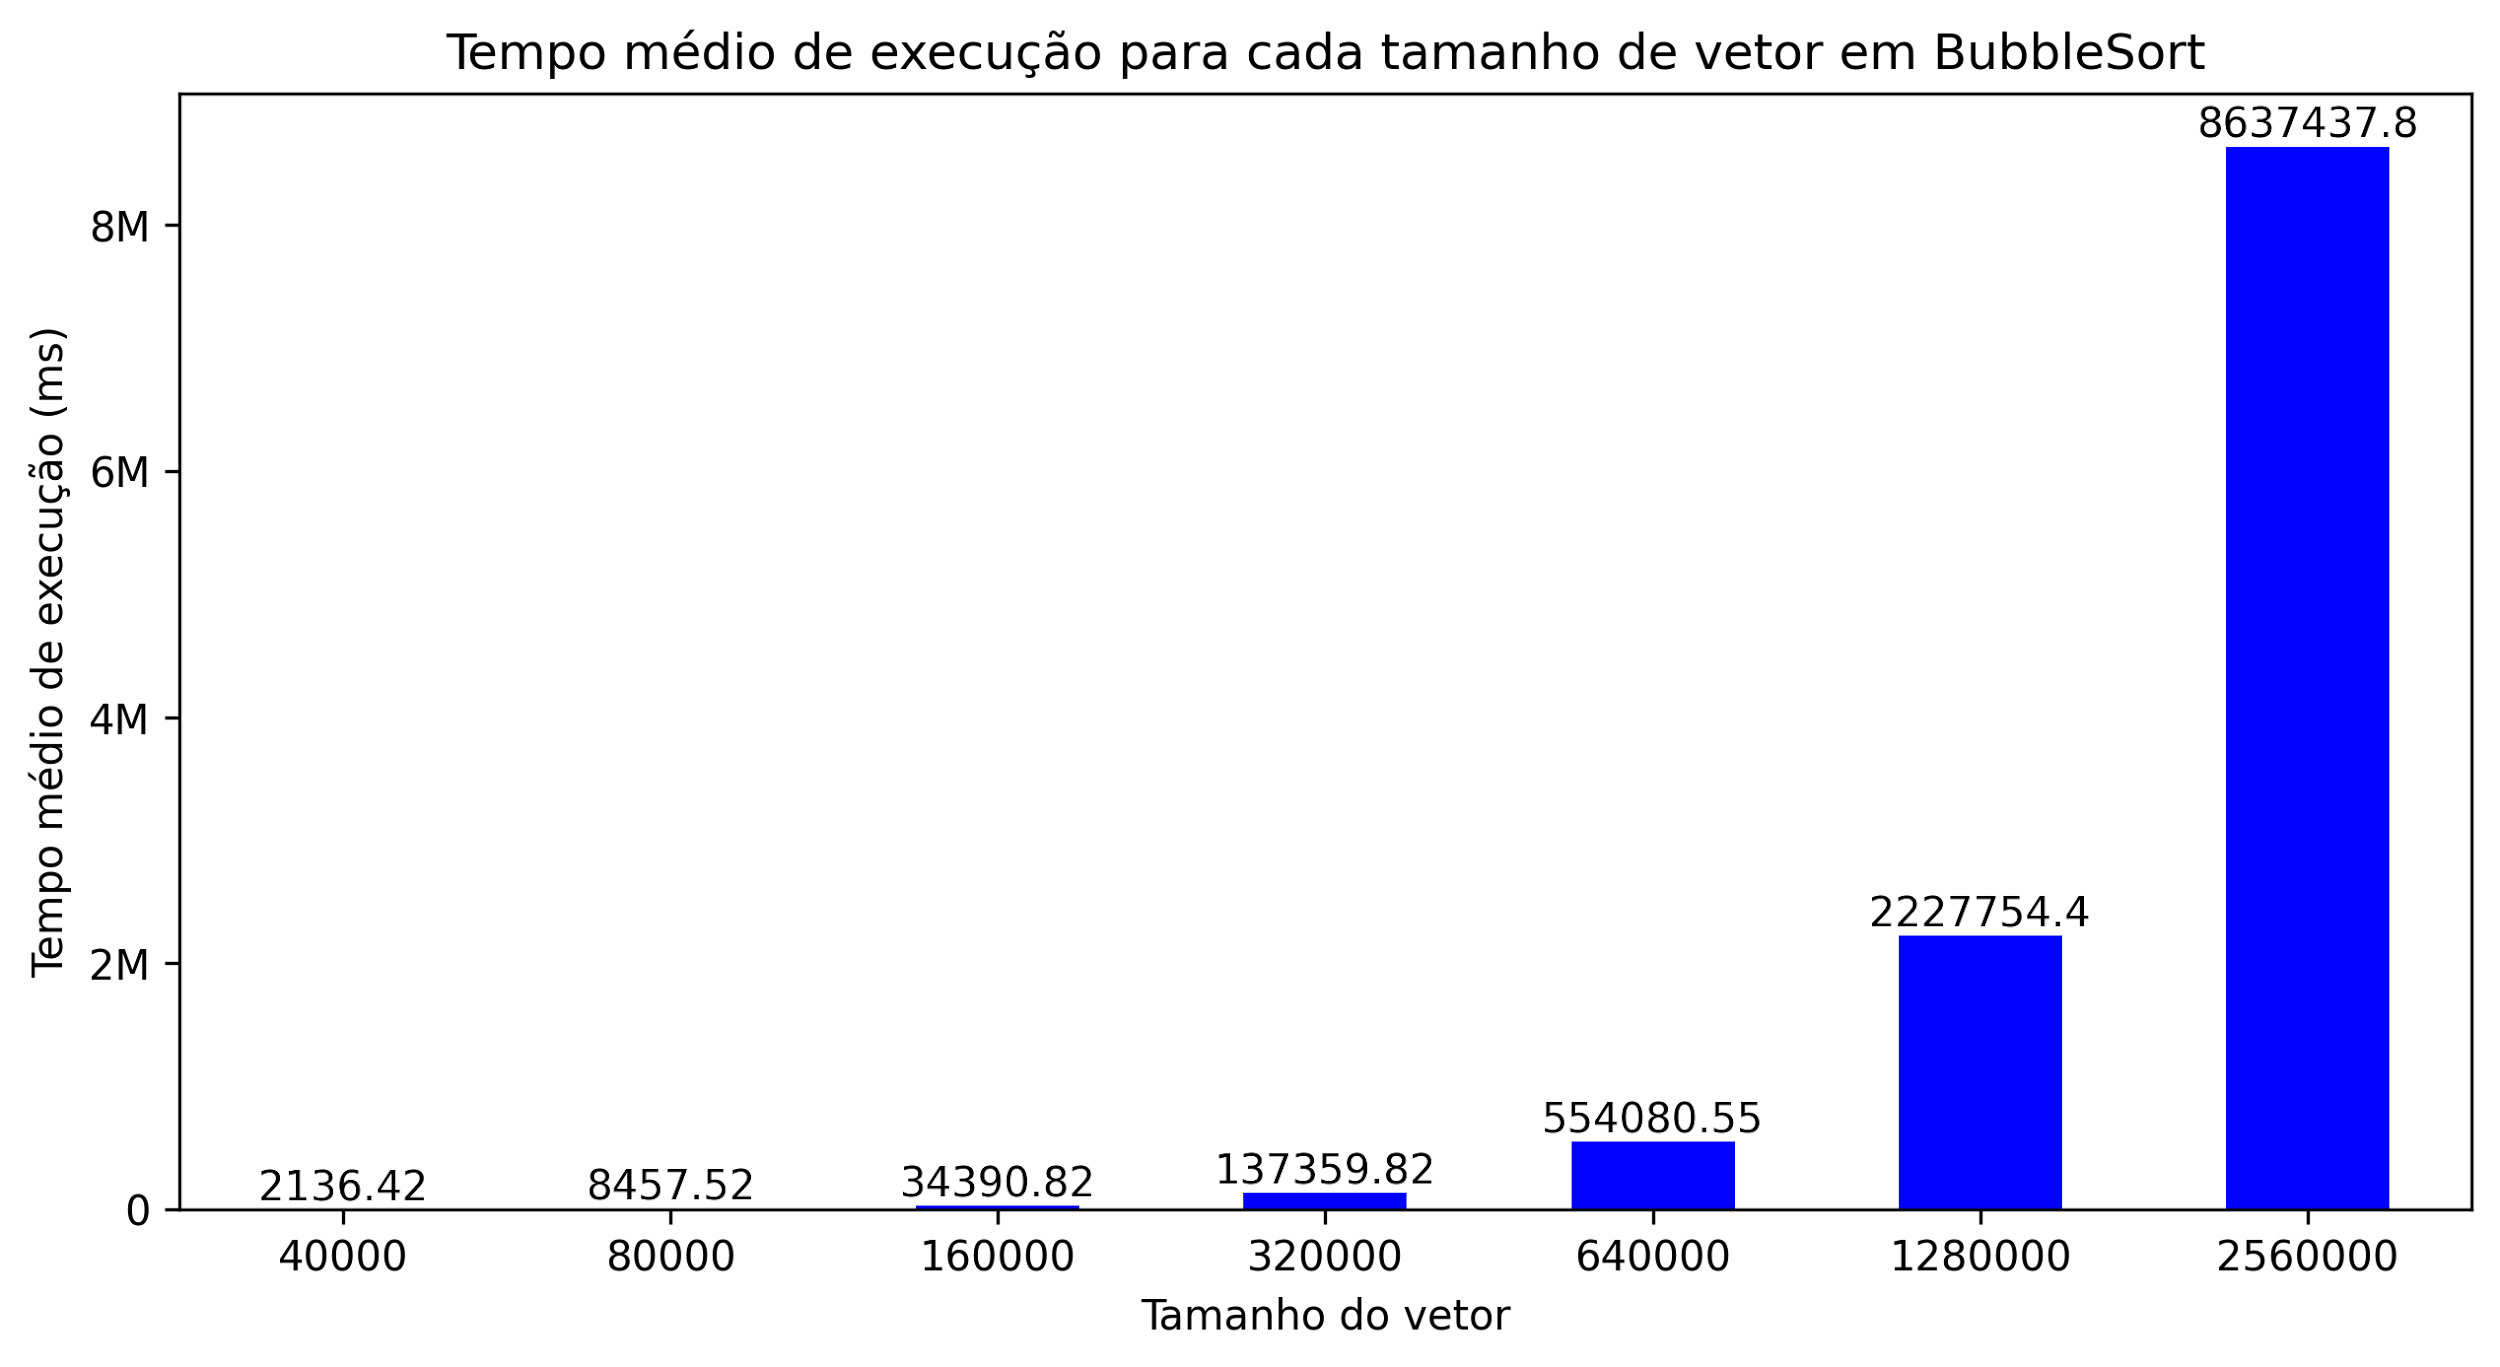 Tempo médio de execução para cada tamanho de vetor em BubbleSort
Tempo médio de execução (ms)
8M
6M
4M
2M
0
2136.42
8457.52
34390.82
137359.82
554080.55
2227754.4
8637437.8
40000
80000
160000
320000
640000
1280000
2560000
Tamanho do vetor